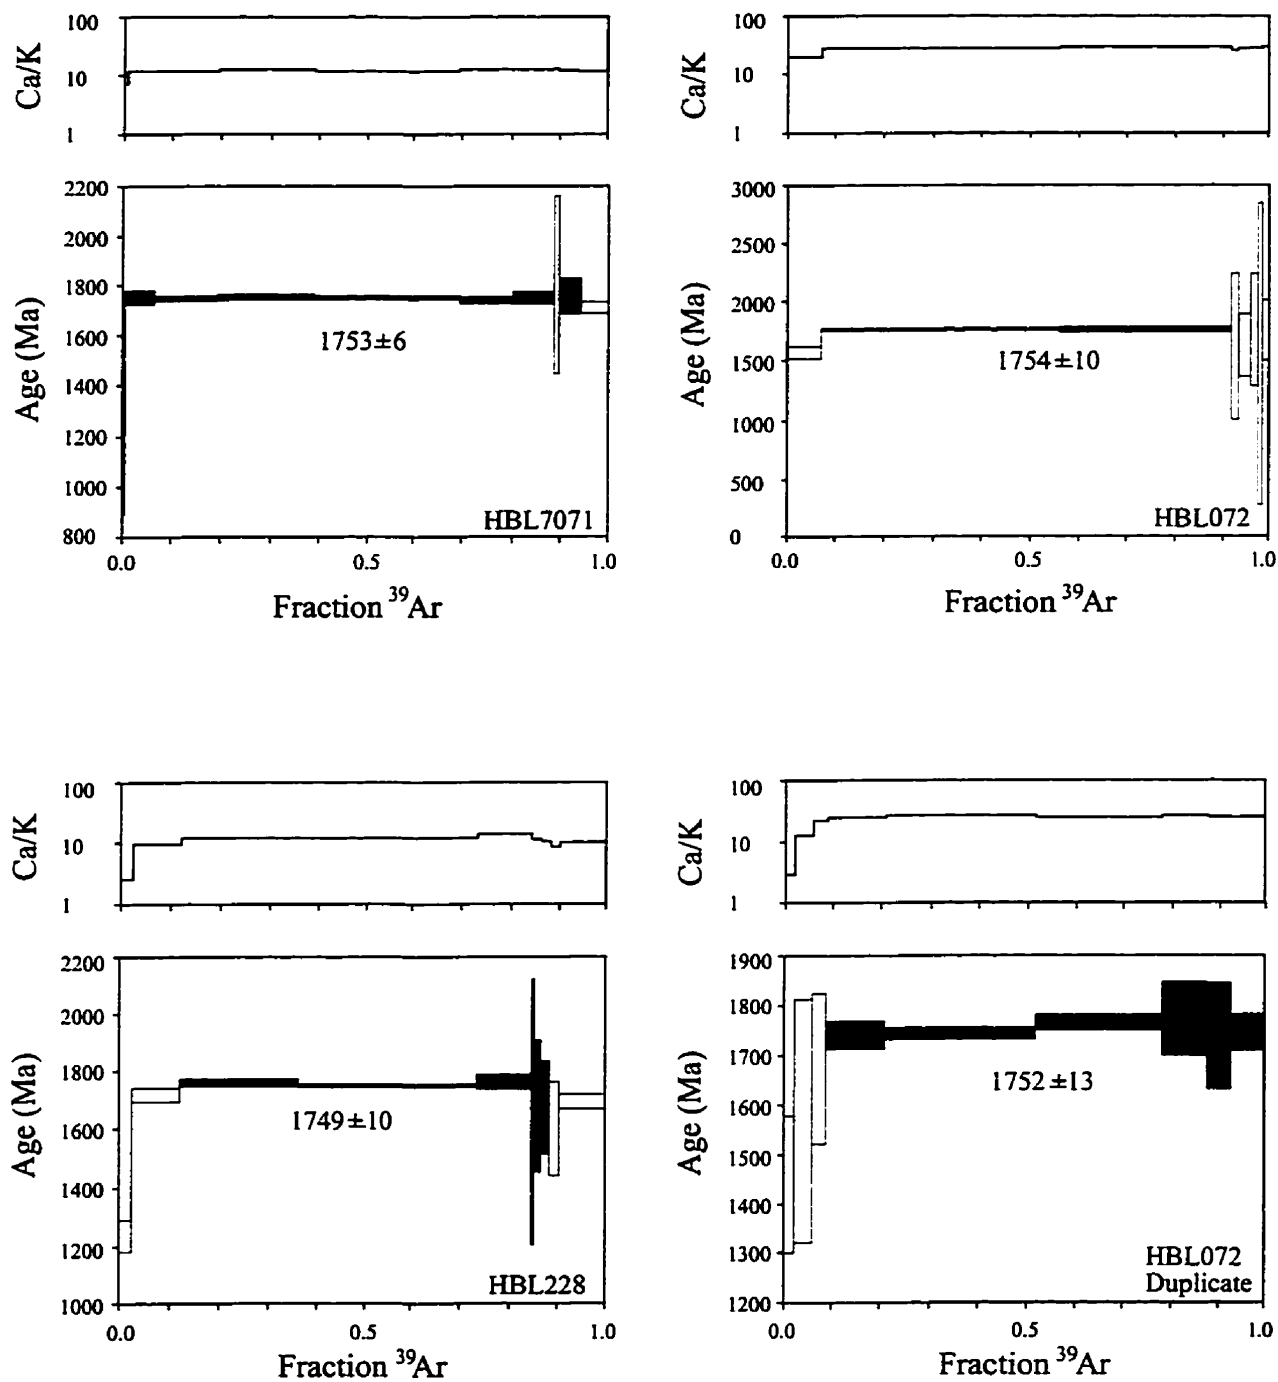 100
10
1
Ca/K
2200
2000
1800
1600
1400
1200
1000
800
Age (Ma)
1753±6
HBL7071
0.0 0.5 1.0
Fraction ³⁹Ar
100
10
1
Ca/K
3000
2500
2000
1500
1000
500
0
Age (Ma)
1754±10
HBL072
0.0 0.5 1.0
Fraction ³⁹Ar
100
10
1
Ca/K
2200
2000
1800
1600
1400
1200
1000
Age (Ma)
1749±10
HBL228
0.0 0.5 1.0
Fraction ³⁹Ar
100
10
1
Ca/K
1900
1800
1700
1600
1500
1400
1300
1200
Age (Ma)
1752±13
HBL072
Duplicate
0.0 0.5 1.0
Fraction ³⁹Ar